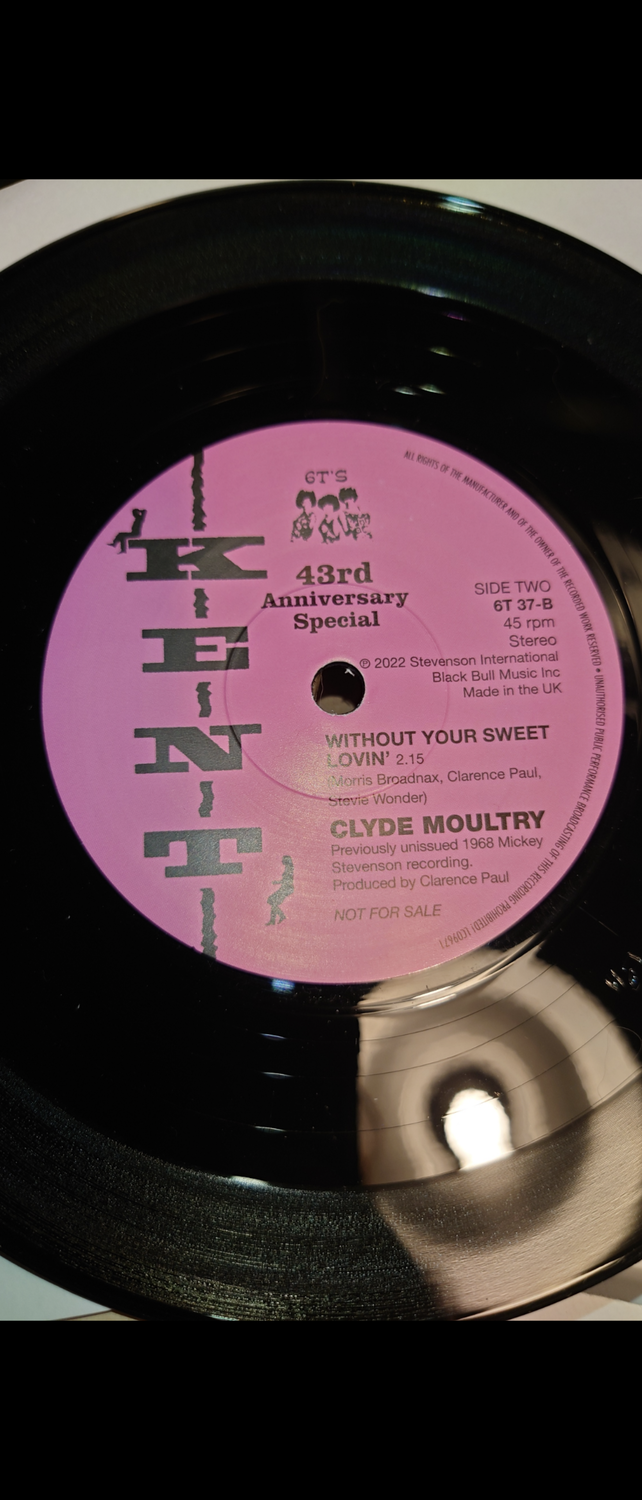 KENT
6T'S
43rd
Anniversary
Special
SIDE TWO
6T 37-B
45 rpm
Stereo
℗ 2022 Stevenson International
Black Bull Music Inc
Made in the UK
WITHOUT YOUR SWEET
LOVIN' 2.15
(Morris Broadnax, Clarence Paul,
Stevie Wonder)
CLYDE MOULTRY
Previously unissued 1968 Mickey
Stevenson recording.
Produced by Clarence Paul
NOT FOR SALE
ALL RIGHTS OF THE MANUFACTURER AND OF THE OWNER OF THE RECORDED WORK RESERVED • UNAUTHORISED PUBLIC PERFORMANCE BROADCASTING OF THIS RECORDING PROHIBITED! LC09671